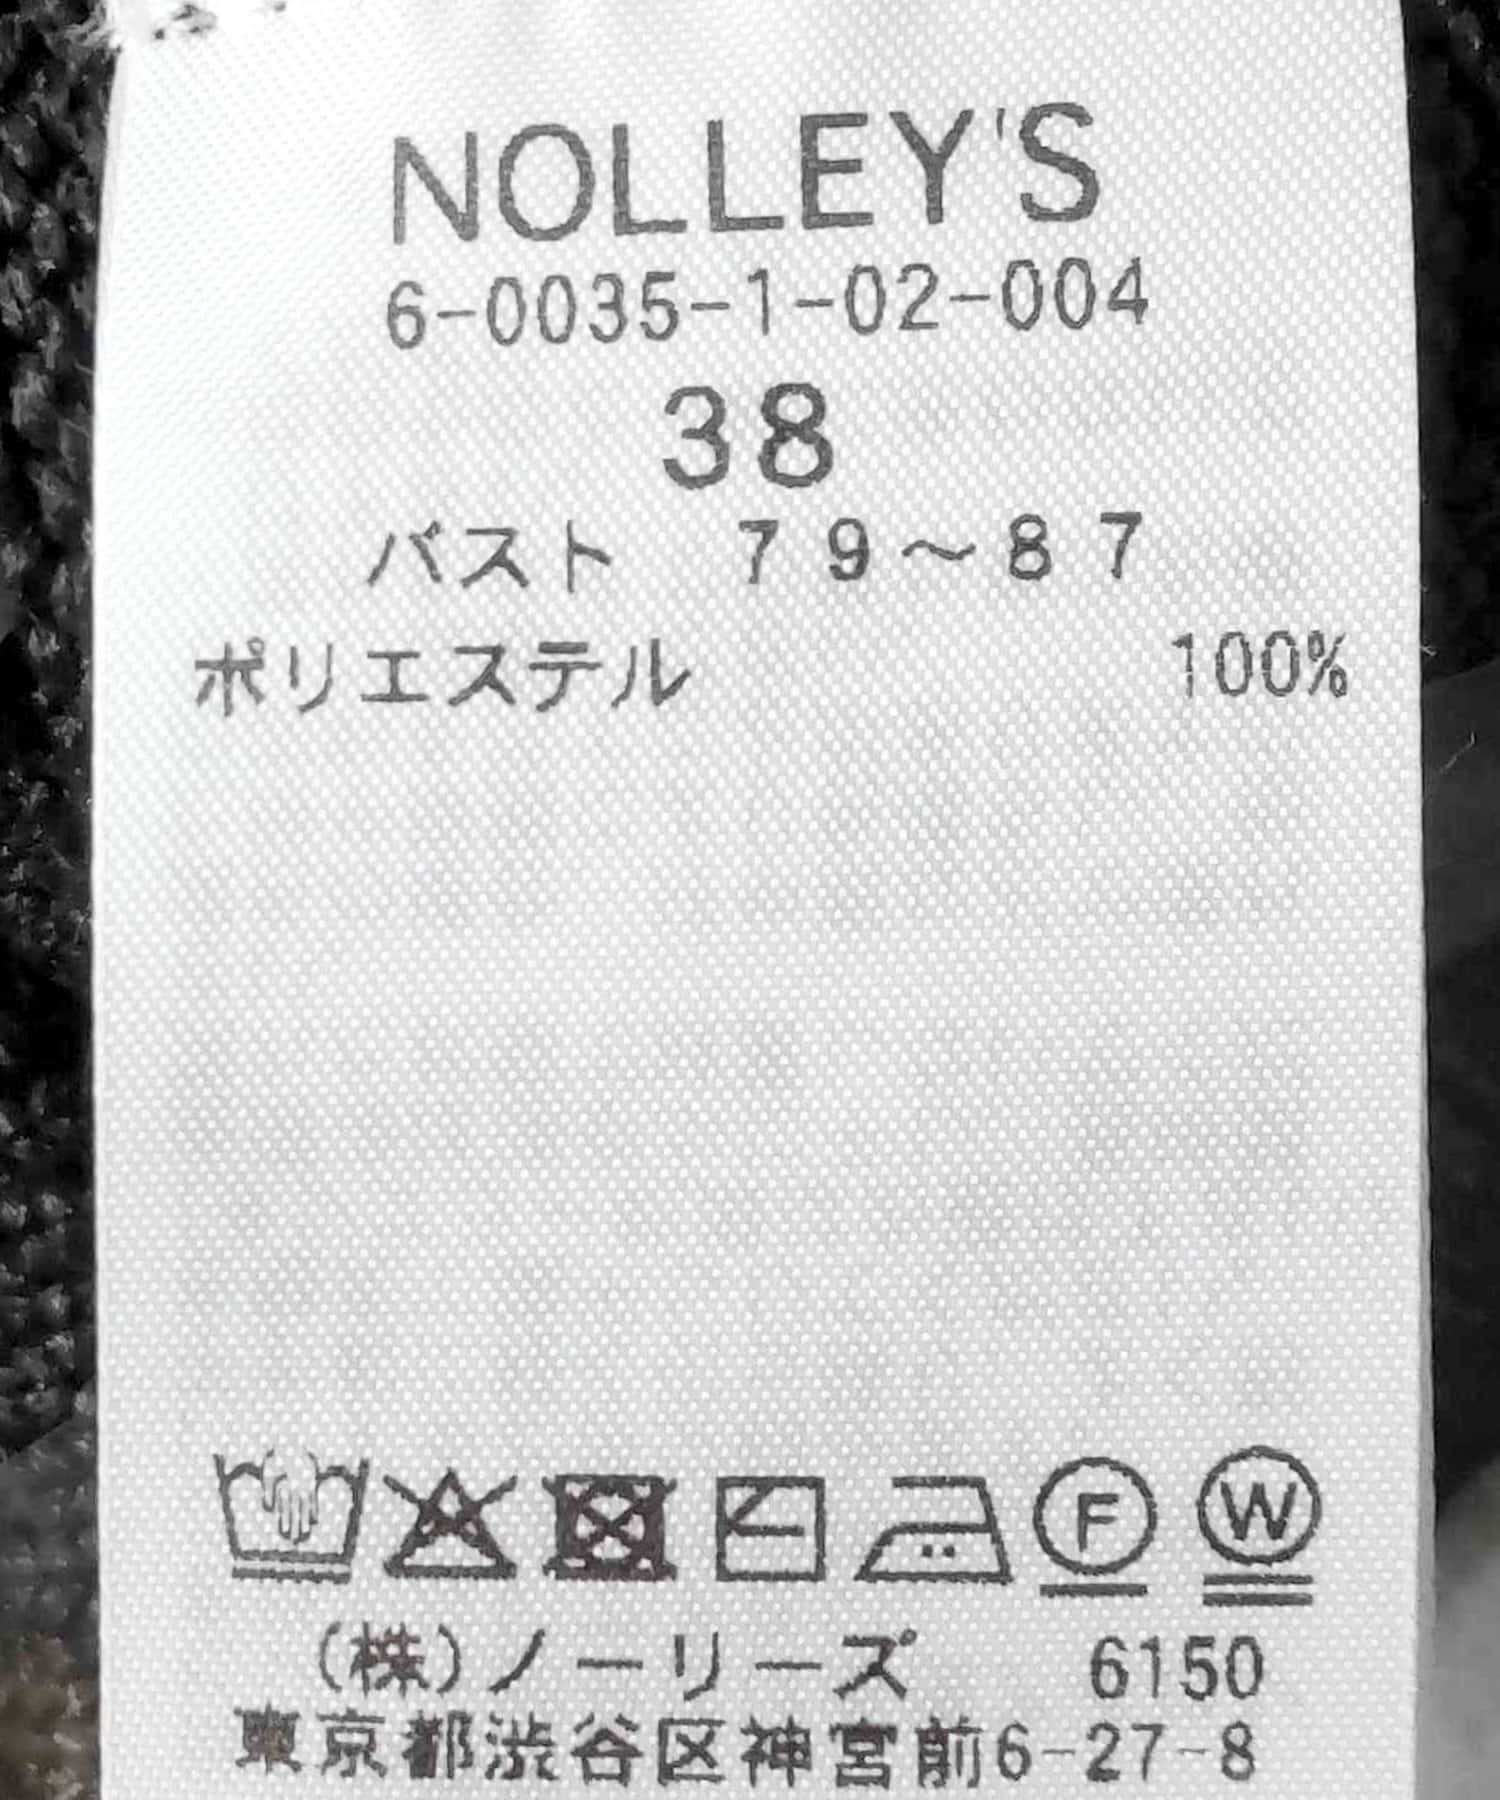 NOLLEY'S
6-0035-1-02-004
38
バスト 79～87
ポリエステル 100%
F W
(株)ノーリーズ 6150
東京都渋谷区神宮前6-27-8